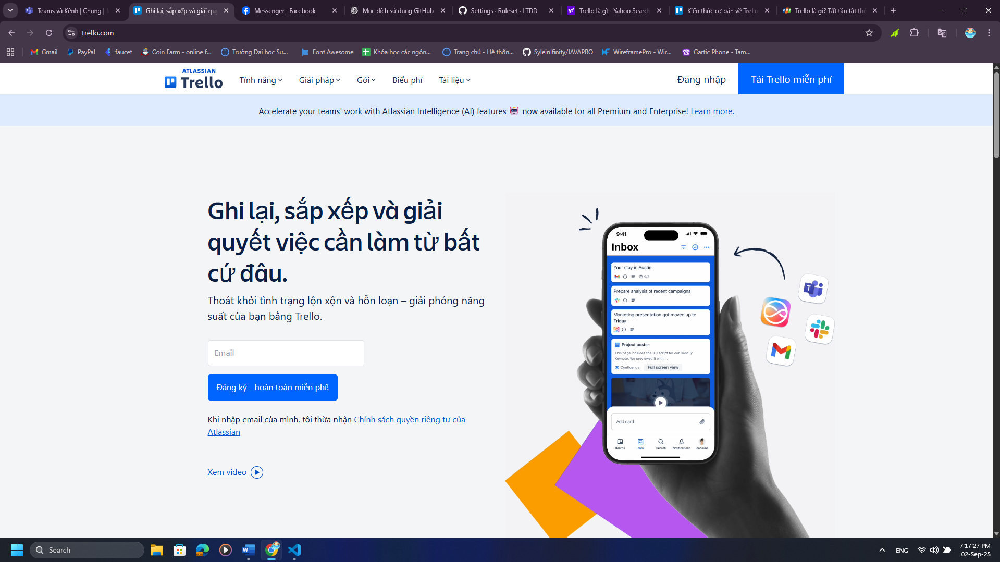 Teams và Kênh | Chung |
Ghi lại, sắp xếp và giải qu
Messenger | Facebook
Mục đích sử dụng GitHub
Settings · Ruleset · LTDD
Trello là gì - Yahoo Search
Kiến thức cơ bản về Trello
Trello là gì? Tất tần tật thô
trello.com
Gmail
PayPal
faucet
Coin Farm - online f...
Trường Đại học Sư...
Font Awesome
Khóa học các ngôn...
Trang chủ - Hệ thốn...
SyleinIfinity/JAVAPRO
WireframePro - Wir...
Gartic Phone - Tam...
ATLASSIAN
Trello
Tính năng
Giải pháp
Gói
Biểu phí
Tài liệu
Đăng nhập
Tải Trello miễn phí
Accelerate your teams' work with Atlassian Intelligence (AI) features 🤖 now available for all Premium and Enterprise! Learn more.
Ghi lại, sắp xếp và giải
quyết việc cần làm từ bất
cứ đâu.
Thoát khỏi tình trạng lộn xộn và hỗn loạn – giải phóng năng
suất của bạn bằng Trello.
Email
Đăng ký - hoàn toàn miễn phí!
Khi nhập email của mình, tôi thừa nhận Chính sách quyền riêng tư của
Atlassian
Xem video
9:41
Inbox
Your stay in Austin
0/3
Prepare analysis of recent campaigns
Marketing presentation got moved up to
Friday
Project poster
This page includes the 3.0 script for our Banc.ly
Keynote. We previewed it with ...
Confluence
Full screen view
Add card
Boards
Inbox
Search
Notifications
Account
Search
ENG
7:17:27 PM
02-Sep-25